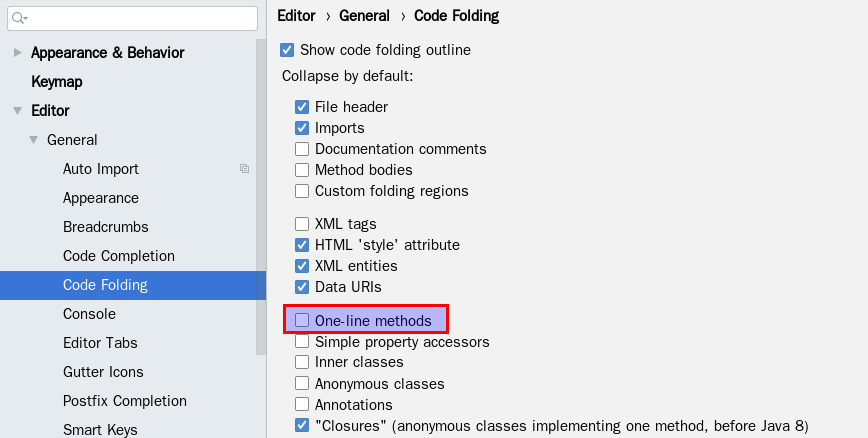 Appearance & Behavior
Keymap
Editor
General
Auto Import
Appearance
Breadcrumbs
Code Completion
Code Folding
Console
Editor Tabs
Gutter Icons
Postfix Completion
Smart Keys
Editor › General › Code Folding
Show code folding outline
Collapse by default:
File header
Imports
Documentation comments
Method bodies
Custom folding regions
XML tags
HTML 'style' attribute
XML entities
Data URIs
One-line methods
Simple property accessors
Inner classes
Anonymous classes
Annotations
"Closures" (anonymous classes implementing one method, before Java 8)